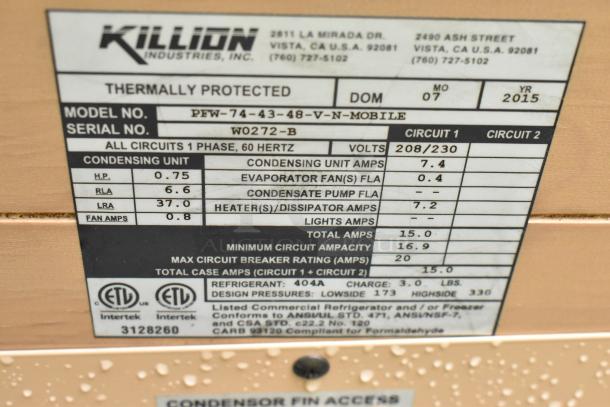 KILLION
INDUSTRIES, INC.
2811 LA MIRADA DR.
VISTA, CA U.S.A. 92081
(760) 727-5102
2490 ASH STREET
VISTA, CA U.S.A. 92081
(760) 727-5102
THERMALLY PROTECTED
DOM
MO
07
YR
2015
MODEL NO. PFW-74-43-48-V-N-MOBILE
SERIAL NO. W0272-B
CIRCUIT 1 CIRCUIT 2
ALL CIRCUITS 1 PHASE, 60 HERTZ VOLTS 208/230
CONDENSING UNIT
H.P. 0.75
RLA 6.6
LRA 37.0
FAN AMPS 0.8
CONDENSING UNIT AMPS 7.4
EVAPORATOR FAN(S) FLA 0.4
CONDENSATE PUMP FLA --
HEATER(S)/DISSIPATOR AMPS 7.2
LIGHTS AMPS --
TOTAL AMPS 15.0
MINIMUM CIRCUIT AMPACITY 16.9
MAX CIRCUIT BREAKER RATING (AMPS) 20
TOTAL CASE AMPS (CIRCUIT 1 + CIRCUIT 2) 15.0
REFRIGERANT: 404A CHARGE: 3.0 LBS.
DESIGN PRESSURES: LOWSIDE 173 HIGHSIDE 330
C ETL US
Intertek
ETL
Intertek
3128260
Listed Commercial Refrigerator and / or Freezer
Conforms to ANSI/UL STD. 471, ANSI/NSF-7,
and CSA STD. c22.2 No. 120
CARB 93120 Compliant for Formaldehyde
CONDENSOR FIN ACCESS